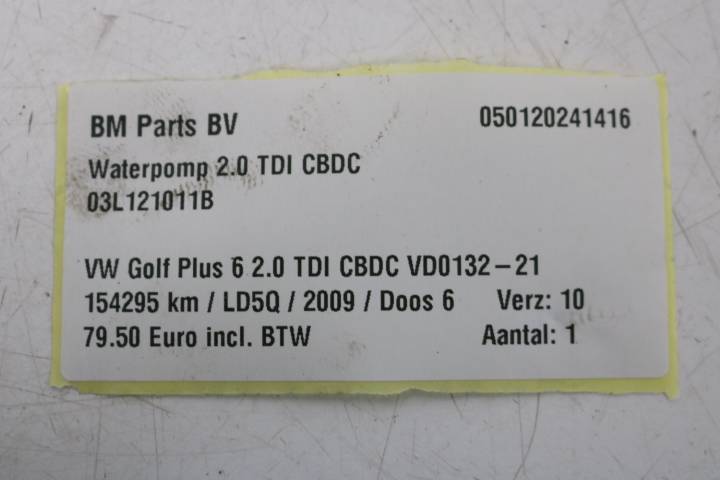 BM Parts BV 050120241416
Waterpomp 2.0 TDI CBDC
03L121011B
VW Golf Plus 6 2.0 TDI CBDC VD0132-21
154295 km / LD5Q / 2009 / Doos 6 Verz: 10
79.50 Euro incl. BTW Aantal: 1